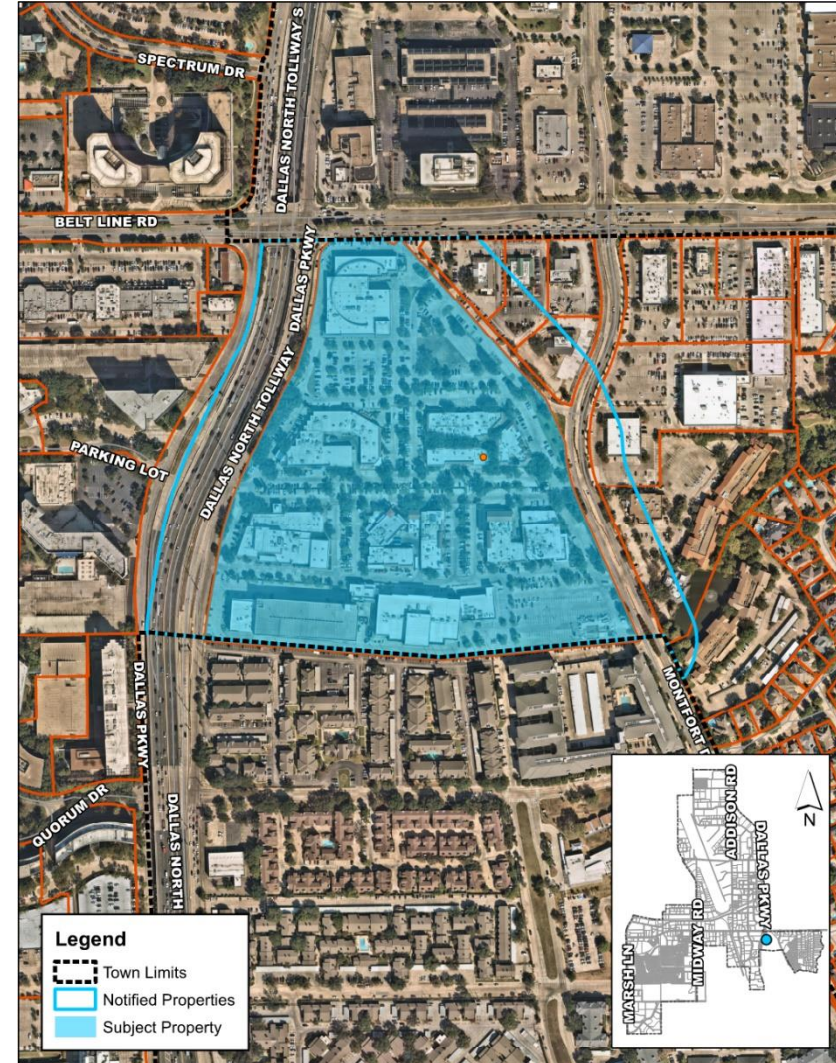 SPECTRUM DR
DALLAS NORTH TOLLWAY S
BELT LINE RD
DALLAS PKWY
DALLAS NORTH TOLLWAY
PARKING LOT
DALLAS PKWY
MONTFORT
QUORUM DR
DALLAS NORTH
Legend
Town Limits
Notified Properties
Subject Property
ADDISON RD
DALLAS PKWY
N
MIDWAY RD
MARSH LN